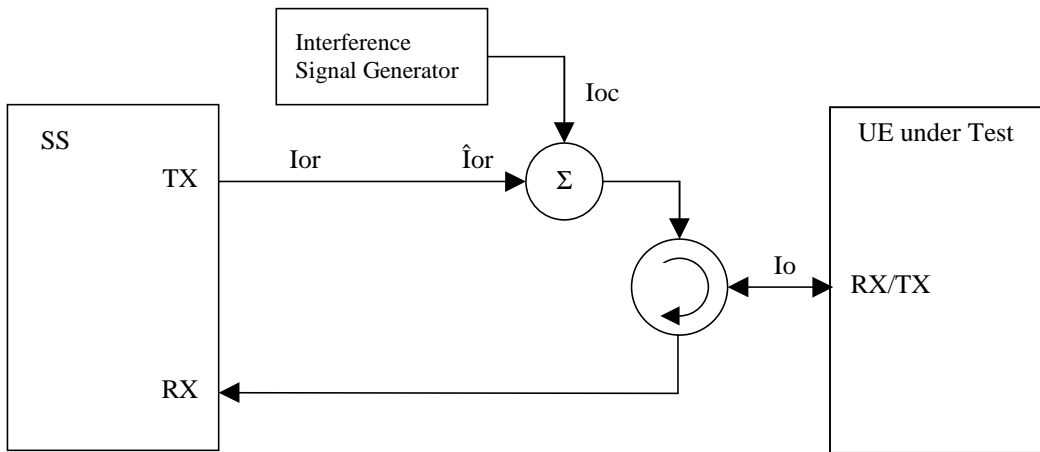 Interference
Signal Generator
Ioc
SS
UE under Test
TX
Ior
Îor
Σ
Io
RX/TX
RX